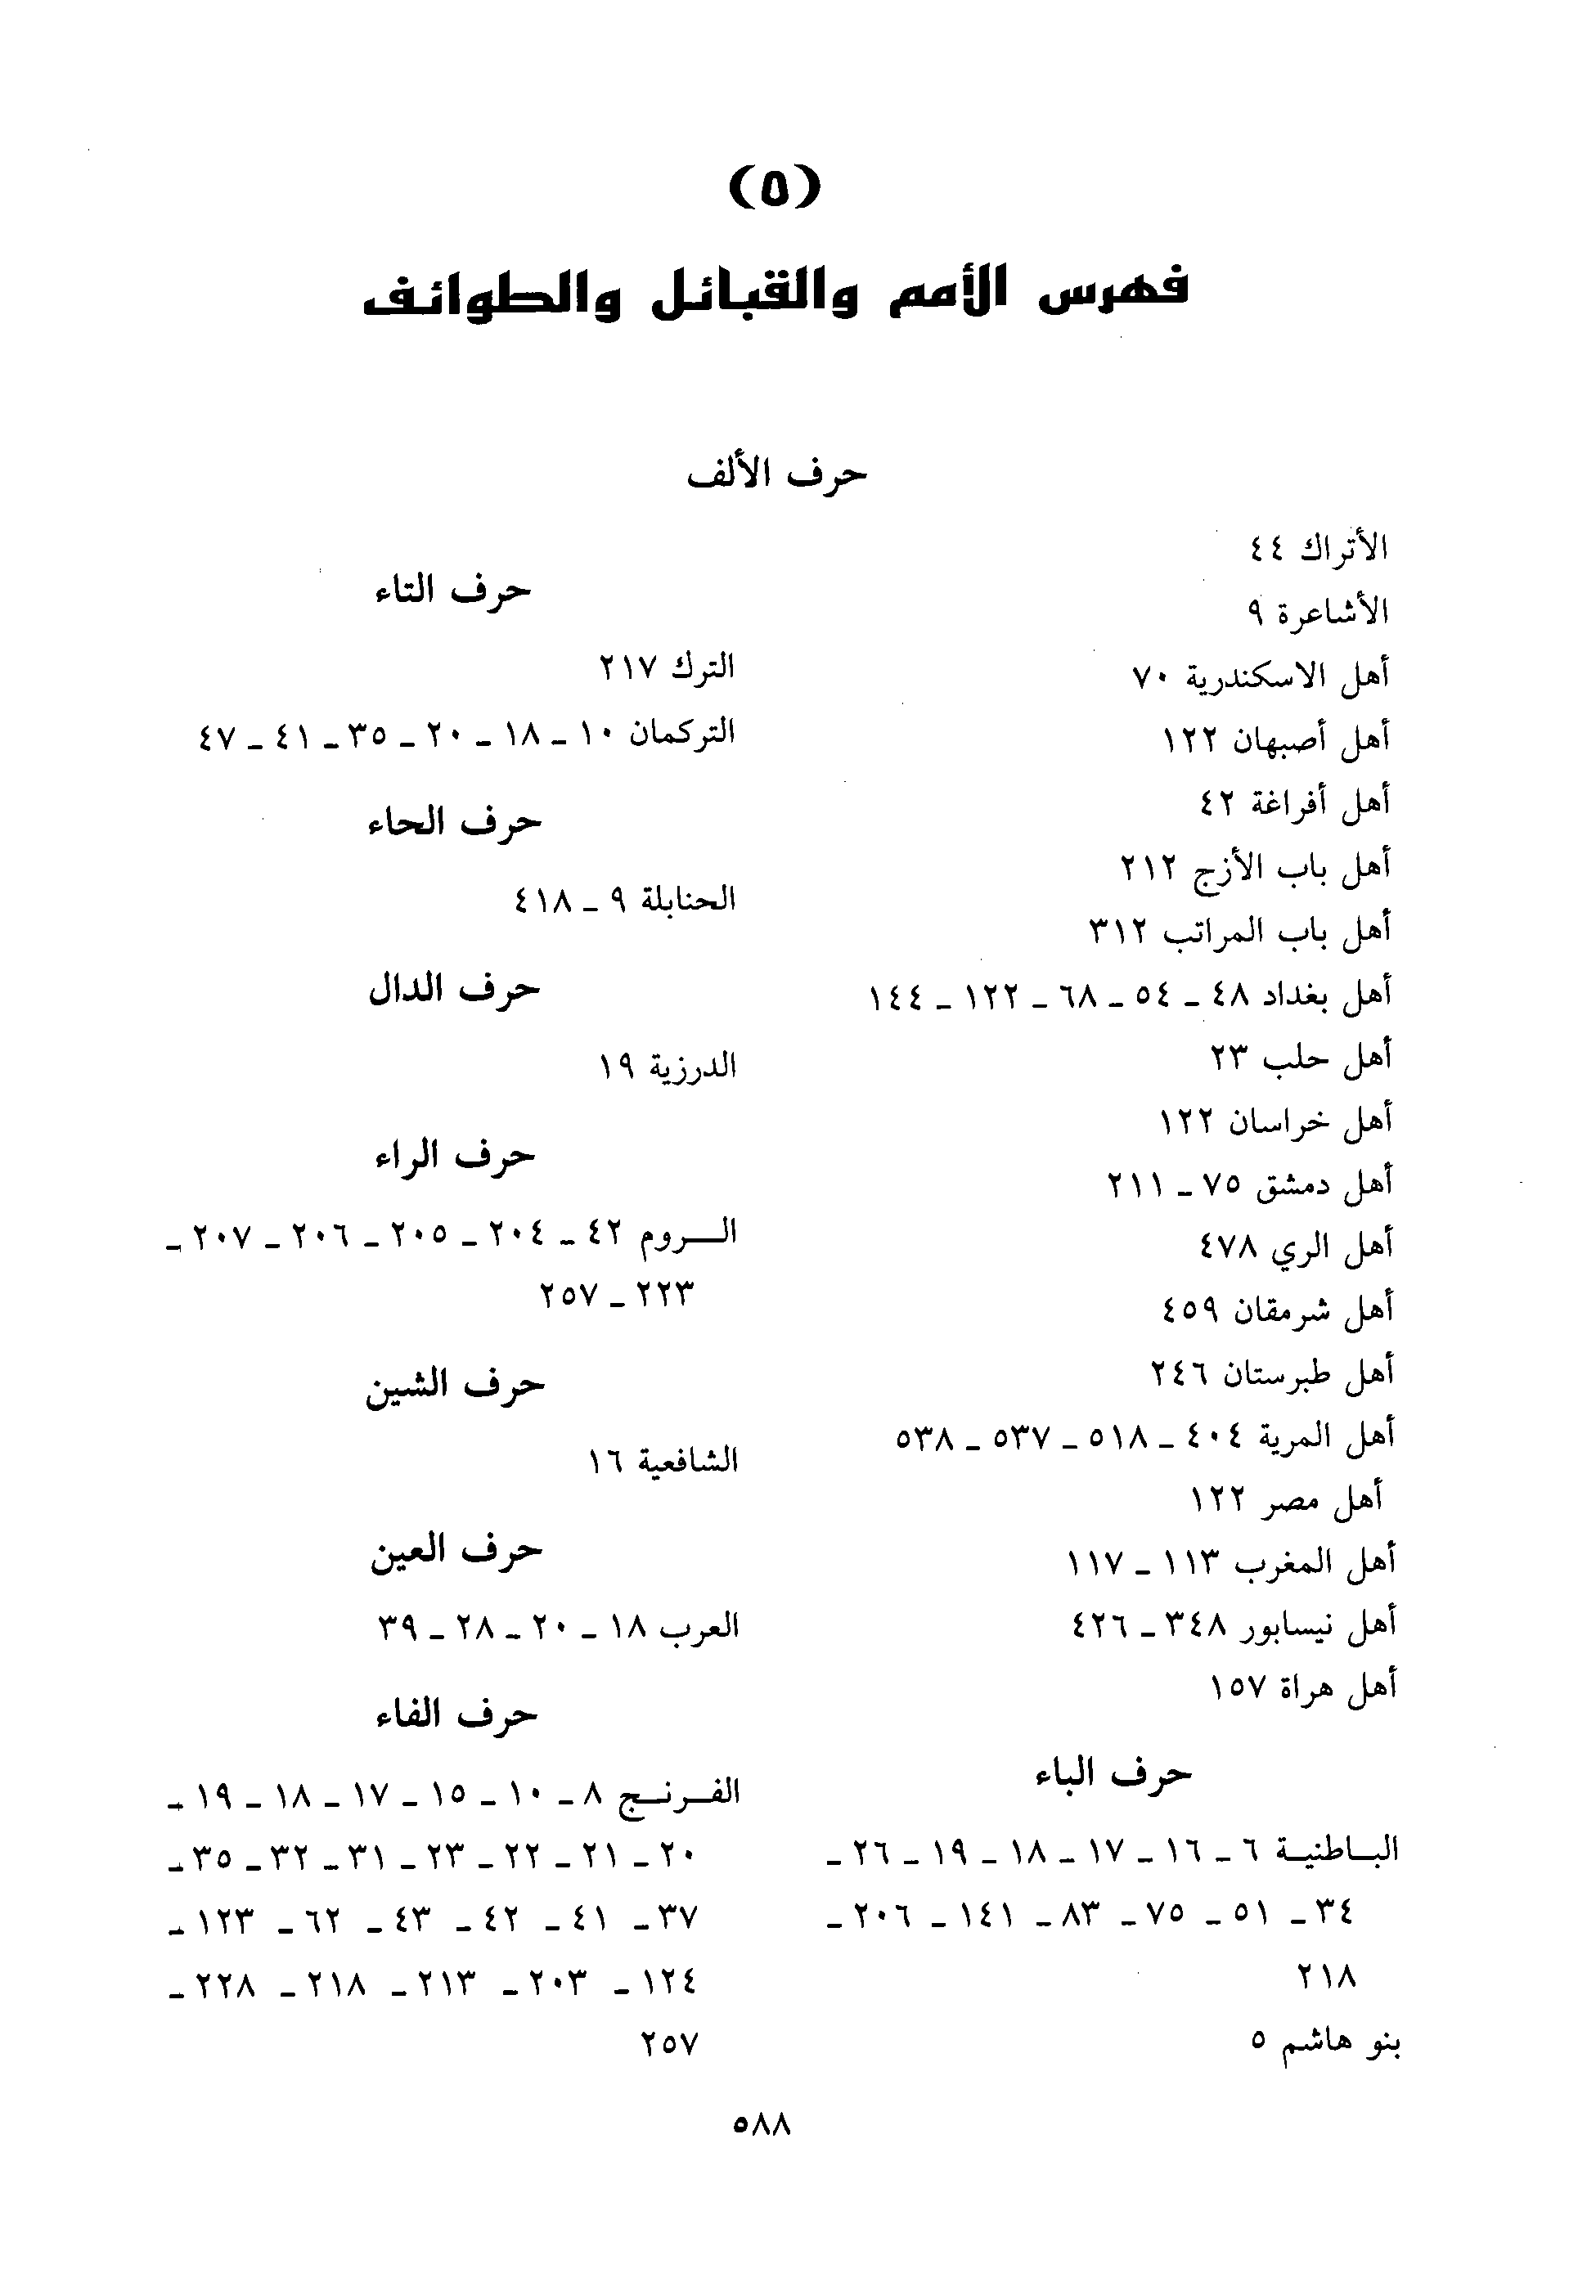 (٥)
فهرس الأمم والقبائل والطوائف
حرف الألف
الأتراك ٤٤
الأشاعرة ٩
أهل الاسكندرية ٧٠
أهل أصبهان ١٢٢
أهل أفراغة ٤٢
أهل باب الأزج ٢١٢
أهل باب المراتب ٣١٢
أهل بغداد ٤٨ ـ ٥٤ ـ ٦٨ ـ ١٢٢ ـ ١٤٤
أهل حلب ٢٣
أهل خراسان ١٢٢
أهل دمشق ٧٥ ـ ٢١١
أهل الري ٤٧٨
أهل شرمقان ٤٥٩
أهل طبرستان ٢٤٦
أهل المرية ٤٠٤ ـ ٥١٨ ـ ٥٣٧ ـ ٥٣٨
أهل مصر ١٢٢
أهل المغرب ١١٣ ـ ١١٧
أهل نيسابور ٣٤٨ ـ ٤٢٦
أهل هراة ١٥٧
حرف الباء
البـاطنيـة ٦ ـ ١٦ ـ ١٧ ـ ١٨ ـ ١٩ ـ ٢٦ ـ
٣٤ ـ ٥١ ـ ٧٥ ـ ٨٣ ـ ١٤١ ـ ٢٠٦ ـ
٢١٨
بنو هاشم ٥
حرف التاء
الترك ٢١٧
التركمان ١٠ ـ ١٨ ـ ٢٠ ـ ٣٥ ـ ٤١ ـ ٤٧
حرف الحاء
الحنابلة ٩ ـ ٤١٨
حرف الدال
الدرزية ١٩
حرف الراء
الـــروم ٤٢ ـ ٢٠٤ ـ ٢٠٥ ـ ٢٠٦ ـ ٢٠٧ ـ
٢٢٣ ـ ٢٥٧
حرف الشين
الشافعية ١٦
حرف العين
العرب ١٨ ـ ٢٠ ـ ٢٨ ـ ٣٩
حرف الفاء
الفـرنـج ٨ ـ ١٠ ـ ١٥ ـ ١٧ ـ ١٨ ـ ١٩ ـ
٢٠ ـ ٢١ ـ ٢٢ ـ ٢٣ ـ ٣١ ـ ٣٢ ـ ٣٥ ـ
٣٧ ـ ٤١ ـ ٤٢ ـ ٤٣ ـ ٦٢ ـ ١٢٣ ـ
١٢٤ ـ ٢٠٣ ـ ٢١٣ ـ ٢١٨ ـ ٢٢٨ ـ
٢٥٧
٥٨٨